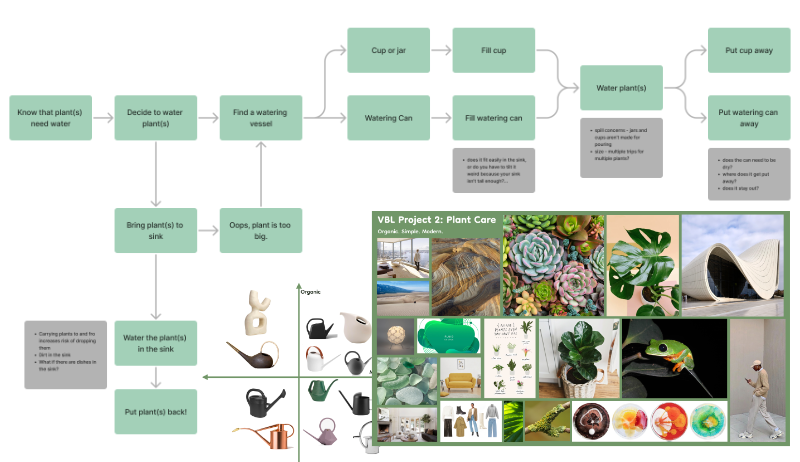 Cup or jar
Fill cup
Put cup away
Know that plant(s)
need water
Decide to water
plant(s)
Find a watering
vessel
Watering Can
Fill watering can
Water plant(s)
Put watering can
away
does it fit easily in the sink,
or do you have to tilt it
weird because your sink
isn't tall enough?...
spill concerns - jars and
cups aren't made for
pouring
size - multiple trips for
multiple plants?
does the can need to be
dry?
where does it get put
away?
does it stay out?
Bring plant(s) to
sink
Oops, plant is too
big.
VBL Project 2: Plant Care
Organic. Simple. Modern.
Organic
Carrying plants to and fro
increases risk of dropping
them
Dirt in the sink
What if there are dishes in
the sink?
Water the plant(s)
in the sink
Put plant(s) back!